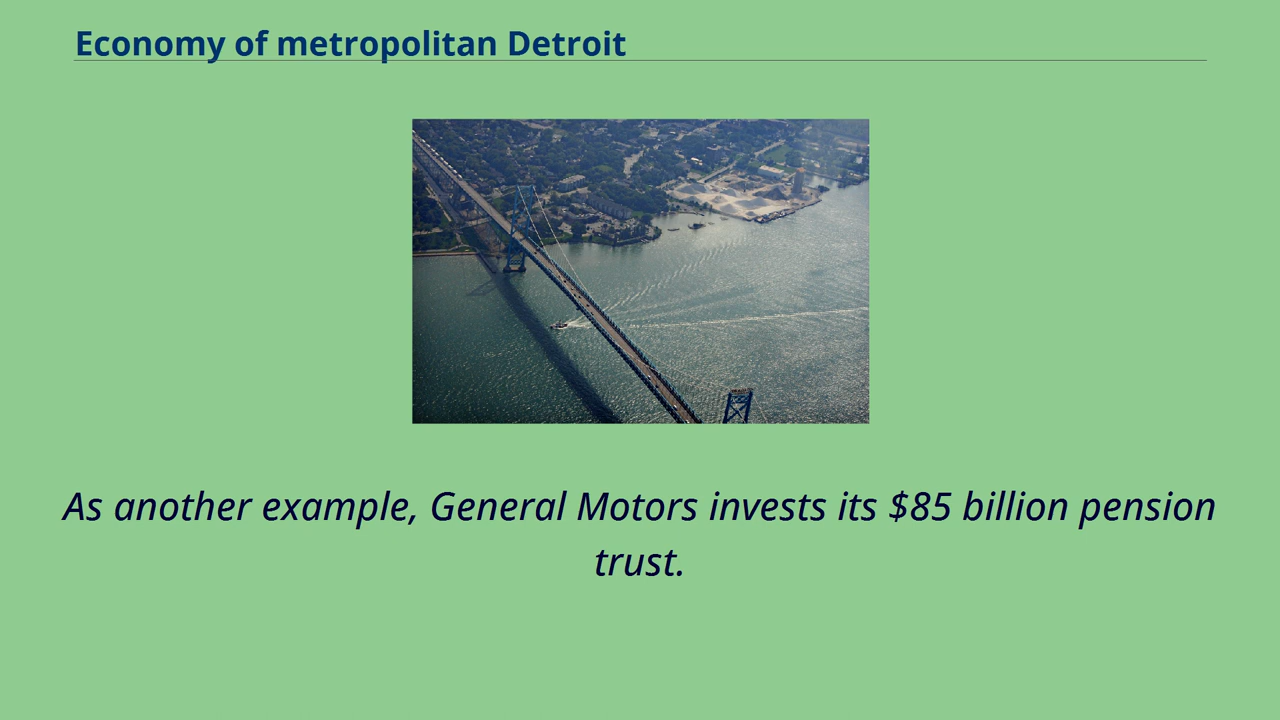 Economy of metropolitan Detroit
As another example, General Motors invests its $85 billion pension
trust.